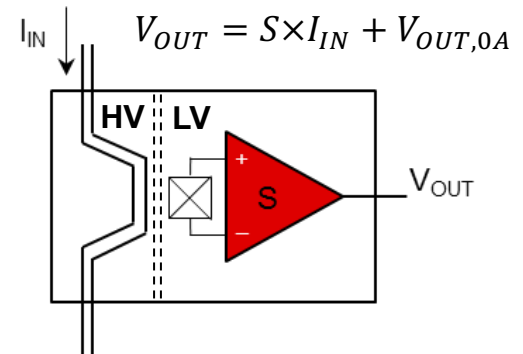 I_IN
V_OUT = S×I_IN + V_OUT,0A
HV LV
+
S
−
V_OUT